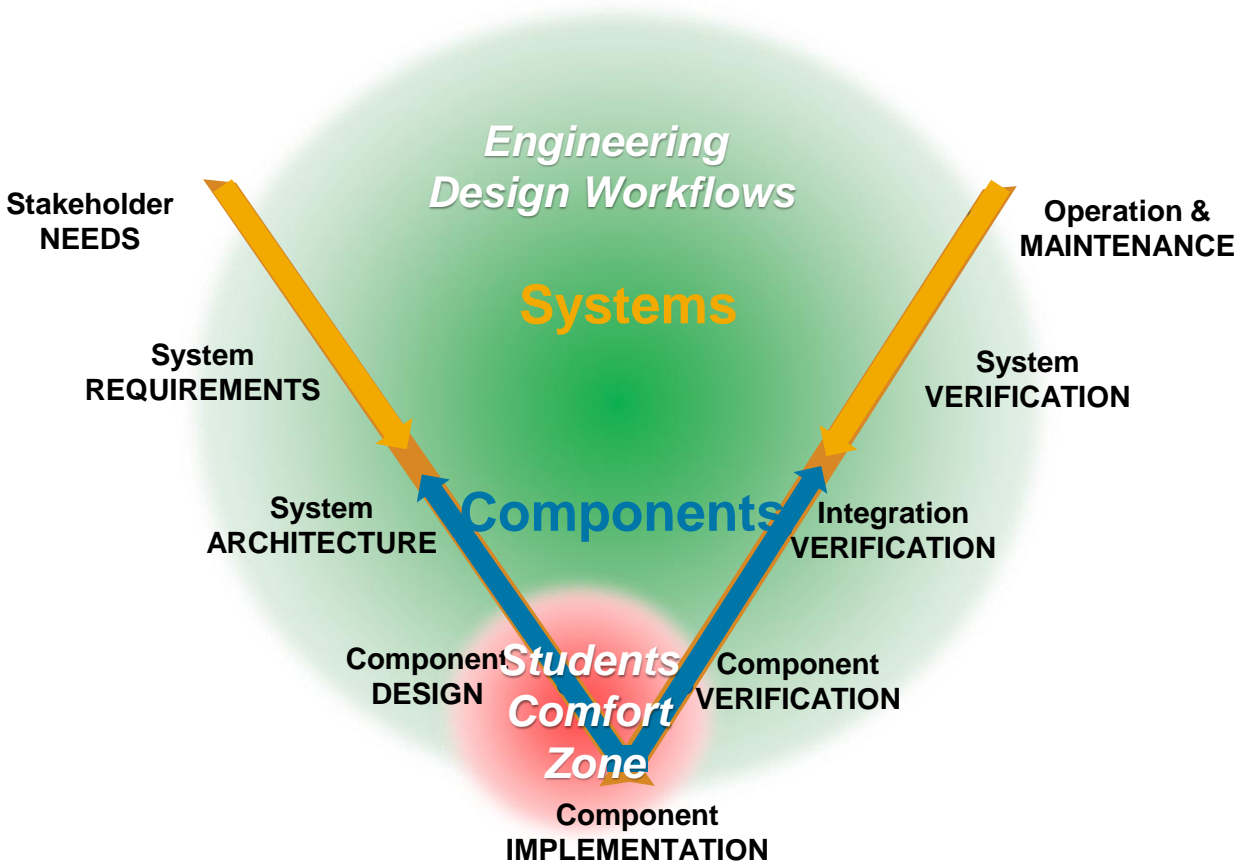 Engineering
Design Workflows
Stakeholder
NEEDS
Operation &
MAINTENANCE
Systems
System
REQUIREMENTS
System
VERIFICATION
Components
System
ARCHITECTURE
Integration
VERIFICATION
Component
DESIGN
Students
Comfort
Zone
Component
VERIFICATION
Component
IMPLEMENTATION